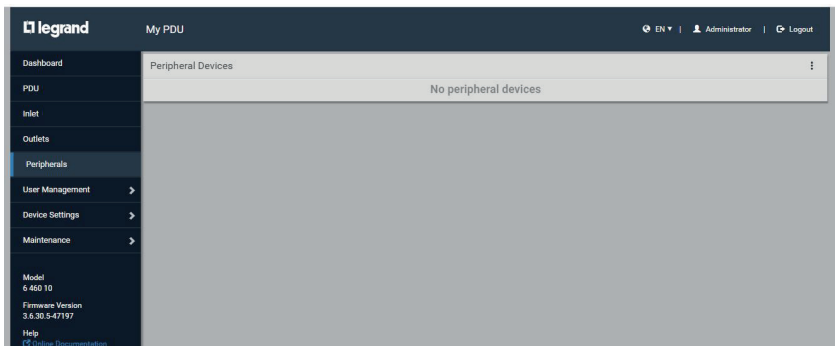 legrand
My PDU
EN
Administrator
Logout
Dashboard
PDU
Inlet
Outlets
Peripherals
User Management
Device Settings
Maintenance
Model
6 460 10
Firmware Version
3.6.30.5-47197
Help
Online Documentation
Peripheral Devices
No peripheral devices